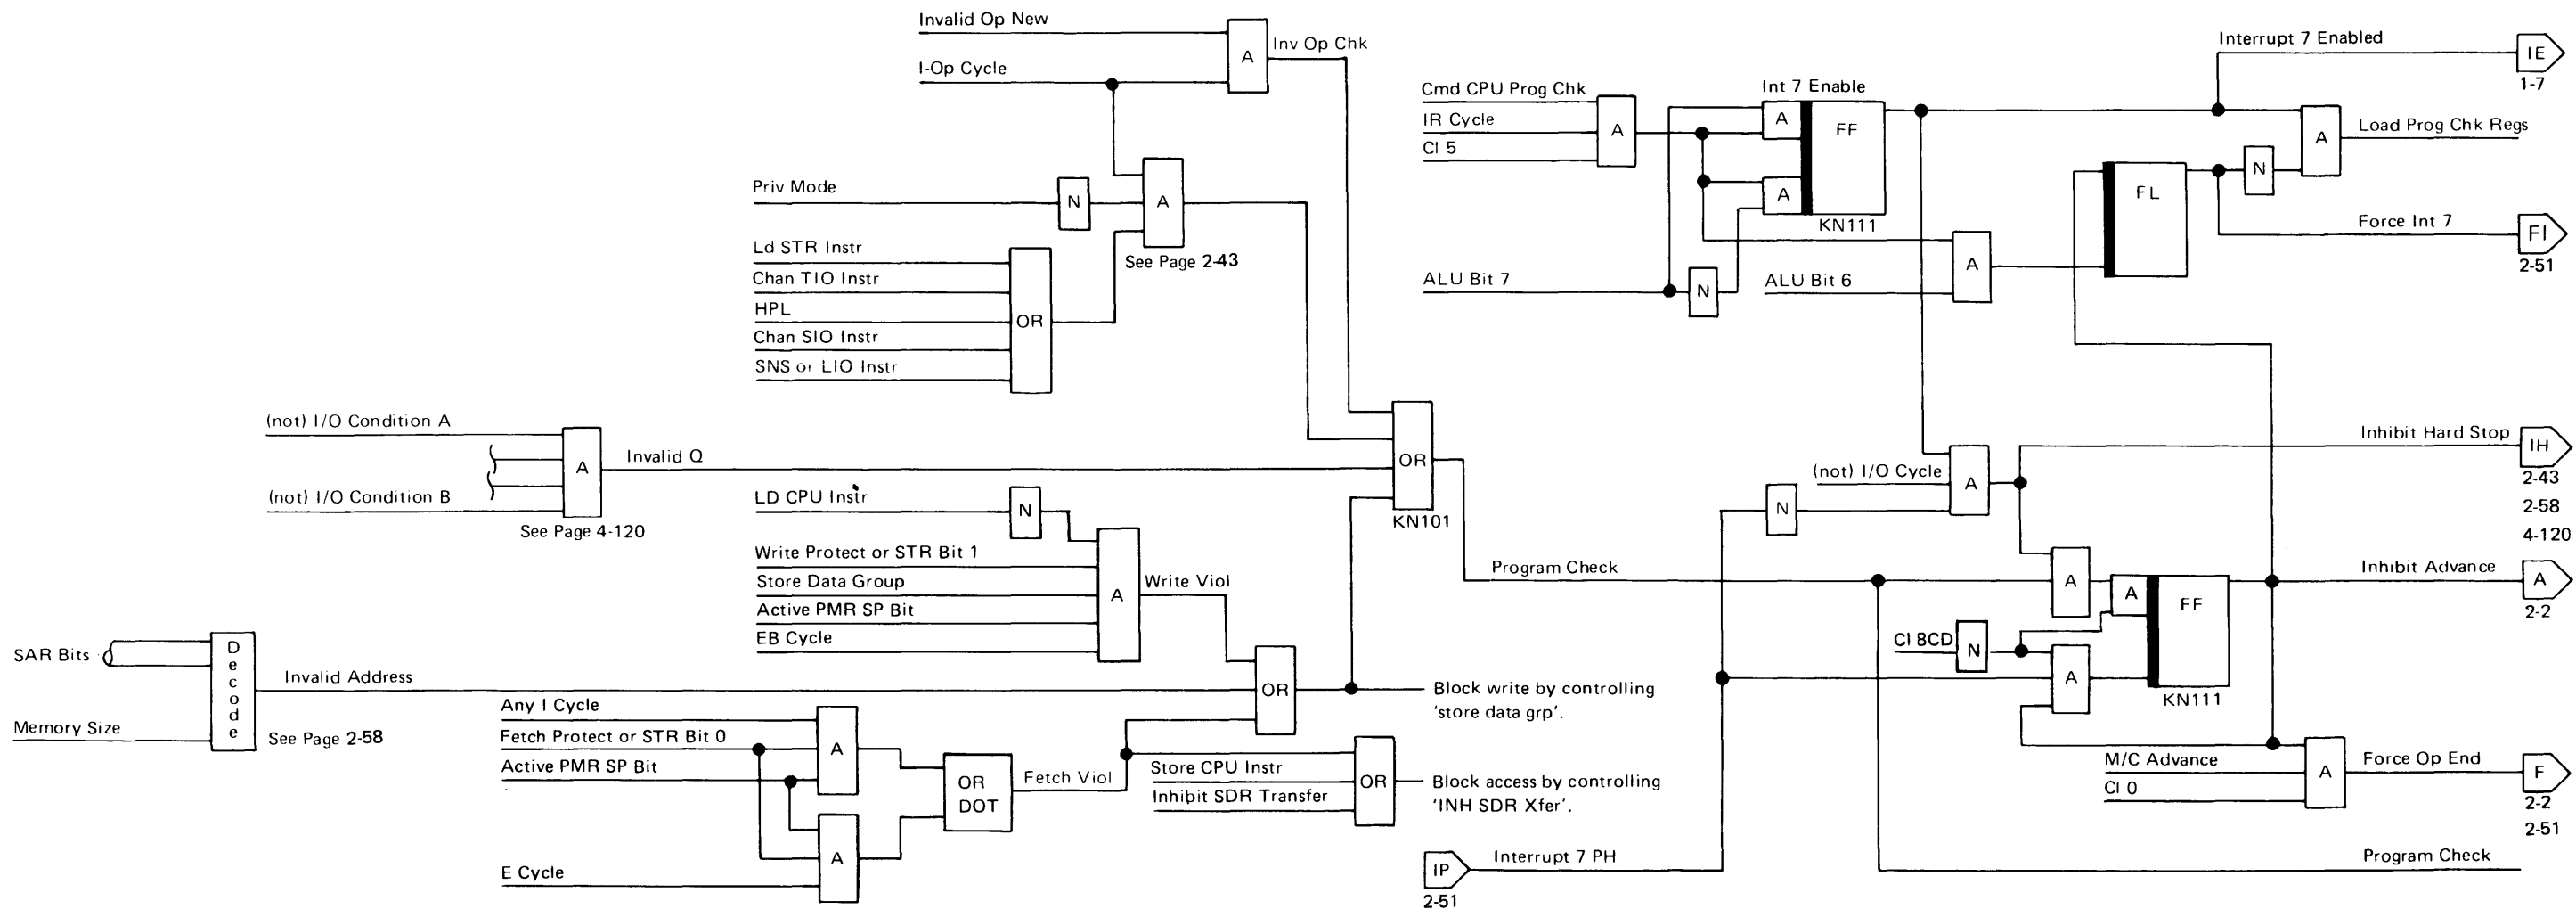 Invalid Op New
I-Op Cycle
A
Inv Op Chk
Priv Mode
N
A
See Page 2-43
Ld STR Instr
Chan TIO Instr
HPL
Chan SIO Instr
SNS or LIO Instr
OR
(not) I/O Condition A
(not) I/O Condition B
A
Invalid Q
See Page 4-120
OR
KN101
LD CPU Instr
N
Write Protect or STR Bit 1
Store Data Group
Active PMR SP Bit
EB Cycle
A
Write Viol
SAR Bits
Memory Size
Decode
Invalid Address
See Page 2-58
OR
Block write by controlling
'store data grp'.
Any I Cycle
Fetch Protect or STR Bit 0
Active PMR SP Bit
E Cycle
A
A
OR
DOT
Fetch Viol
Store CPU Instr
Inhibit SDR Transfer
OR
Block access by controlling
'INH SDR Xfer'.
Cmd CPU Prog Chk
IR Cycle
CI 5
A
Int 7 Enable
A
A
FF
KN111
ALU Bit 7
N
ALU Bit 6
A
FL
N
Interrupt 7 Enabled
IE
1-7
A
Load Prog Chk Regs
Force Int 7
FI
2-51
(not) I/O Cycle
N
A
Inhibit Hard Stop
IH
2-43
2-58
4-120
Program Check
A
A
FF
KN111
CI BCD
N
A
Inhibit Advance
A
2-2
M/C Advance
CI 0
A
Force Op End
F
2-2
2-51
IP
2-51
Interrupt 7 PH
Program Check